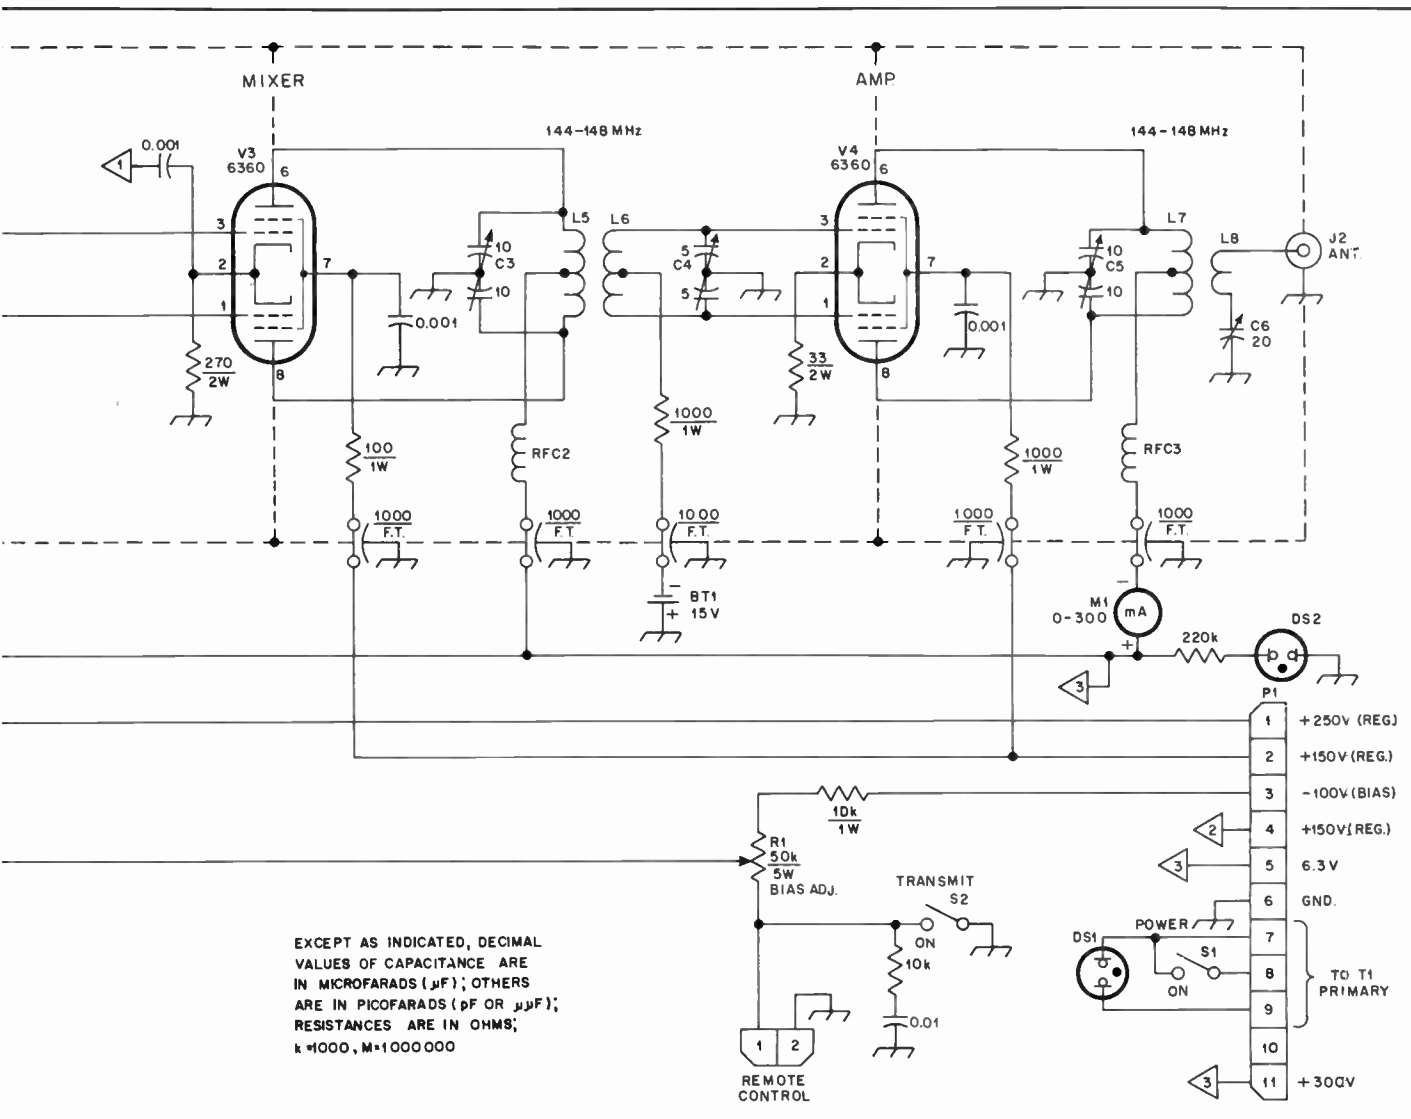 MIXER
AMP.
144-148 MHz
144-148 MHz
1
0.001
V3
6360
6
3
2
7
1
8
270
2W
0.001
10
C3
10
L5
L6
5
C4
5
V4
6360
6
3
2
7
1
8
33
2W
0.001
10
C5
10
L7
L8
J2
ANT.
C6
20
100
1W
RFC2
1000
1W
1000
1W
RFC3
1000
F.T.
1000
F.T.
1000
F.T.
1000
F.T.
1000
F.T.
−
BT1
+
15V
−
M1
0-300
mA
+
220k
DS2
3
P1
1
+250V (REG.)
2
+150V (REG.)
10k
1W
3
-100V (BIAS)
2
4
+150V (REG.)
R1
50k
5W
BIAS ADJ.
3
5
6.3V
TRANSMIT
S2
ON
6
GND.
POWER
DS1
7
S1
ON
8
TO T1
PRIMARY
9
10k
0.01
10
3
11
+300V
1
2
REMOTE
CONTROL
EXCEPT AS INDICATED, DECIMAL
VALUES OF CAPACITANCE ARE
IN MICROFARADS (µF); OTHERS
ARE IN PICOFARADS (pF OR µµF);
RESISTANCES ARE IN OHMS;
k=1000, M=1000000